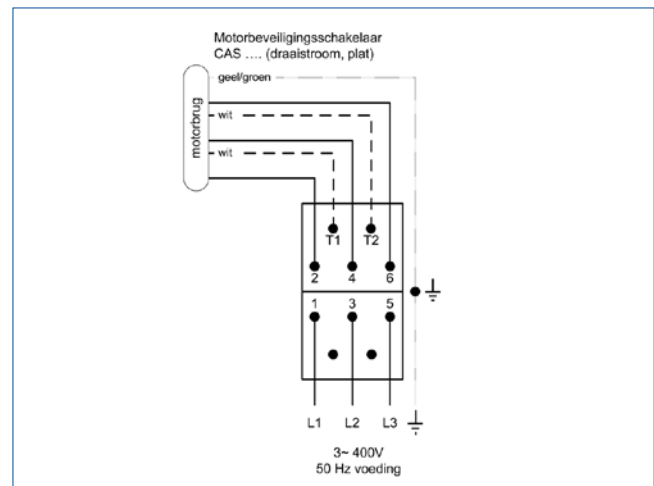 Motorbeveiligingsschakelaar
CAS .... (draaistroom, plat)
geel/groen
motorbrug
wit
wit
T1 T2
2 4 6
1 3 5
L1 L2 L3
3~ 400V
50 Hz voeding